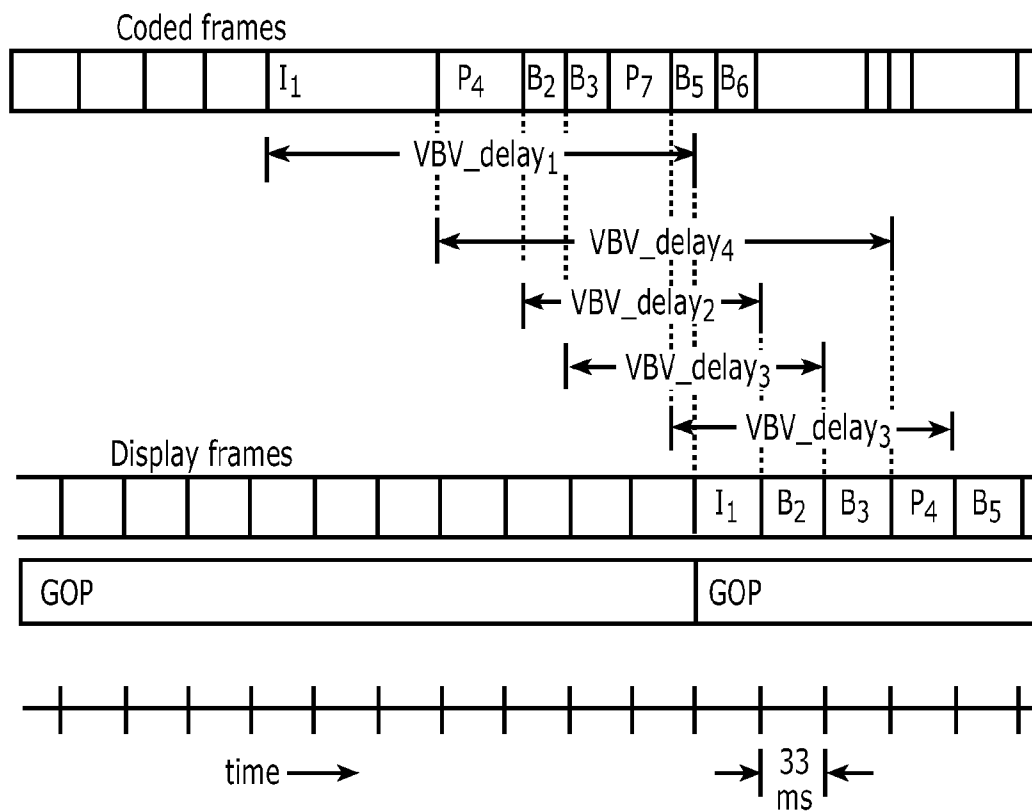 Coded frames
I1 P4 B2 B3 P7 B5 B6
VBV_delay1
VBV_delay4
VBV_delay2
VBV_delay3
VBV_delay3
Display frames
I1 B2 B3 P4 B5
GOP GOP
time
33
ms